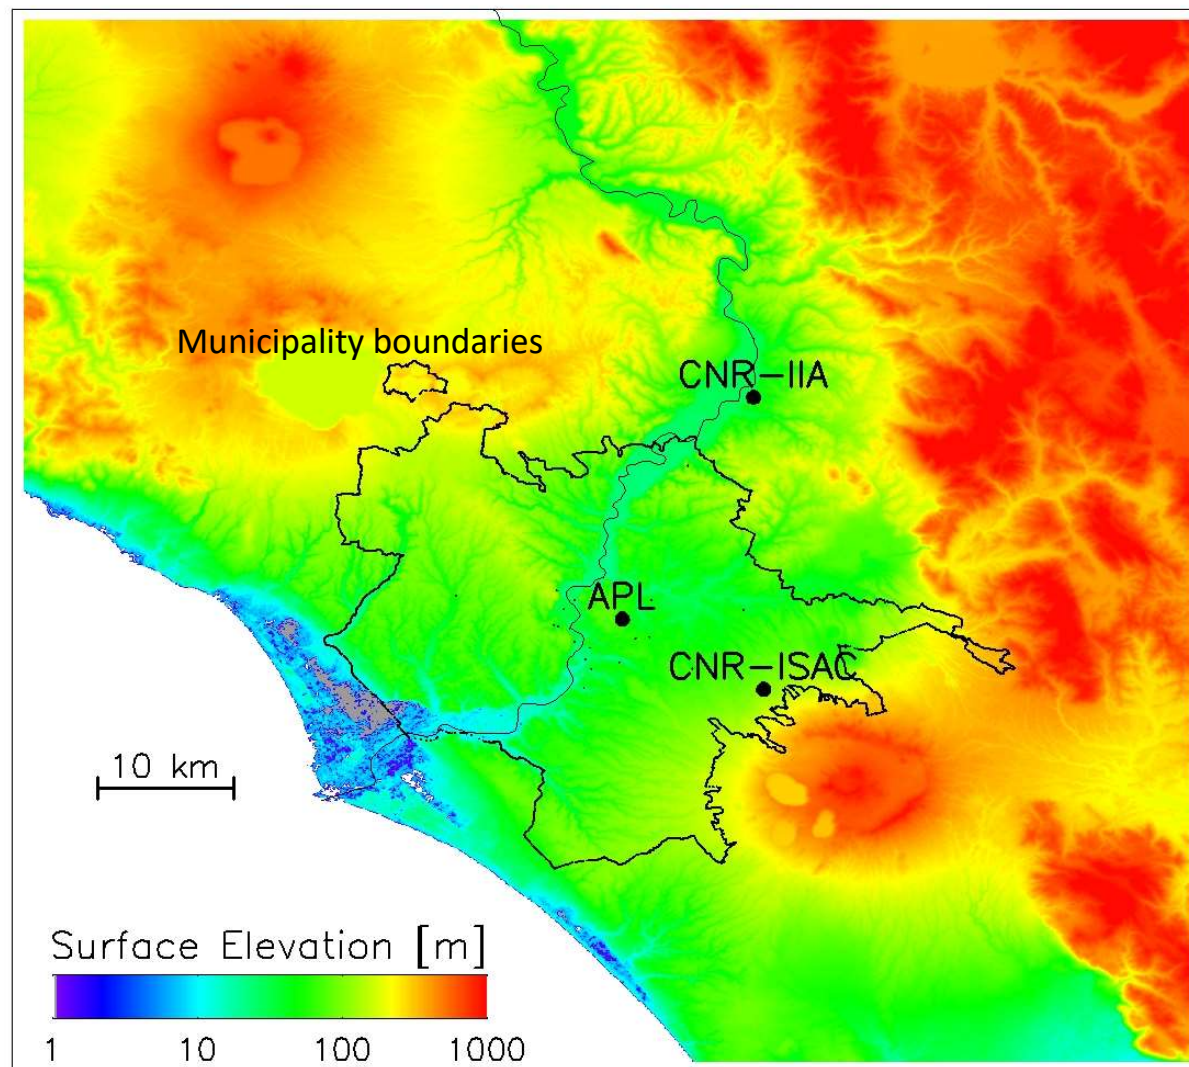 Municipality boundaries
CNR-IIA
APL
CNR-ISAC
10 km
Surface Elevation [m]
1 10 100 1000